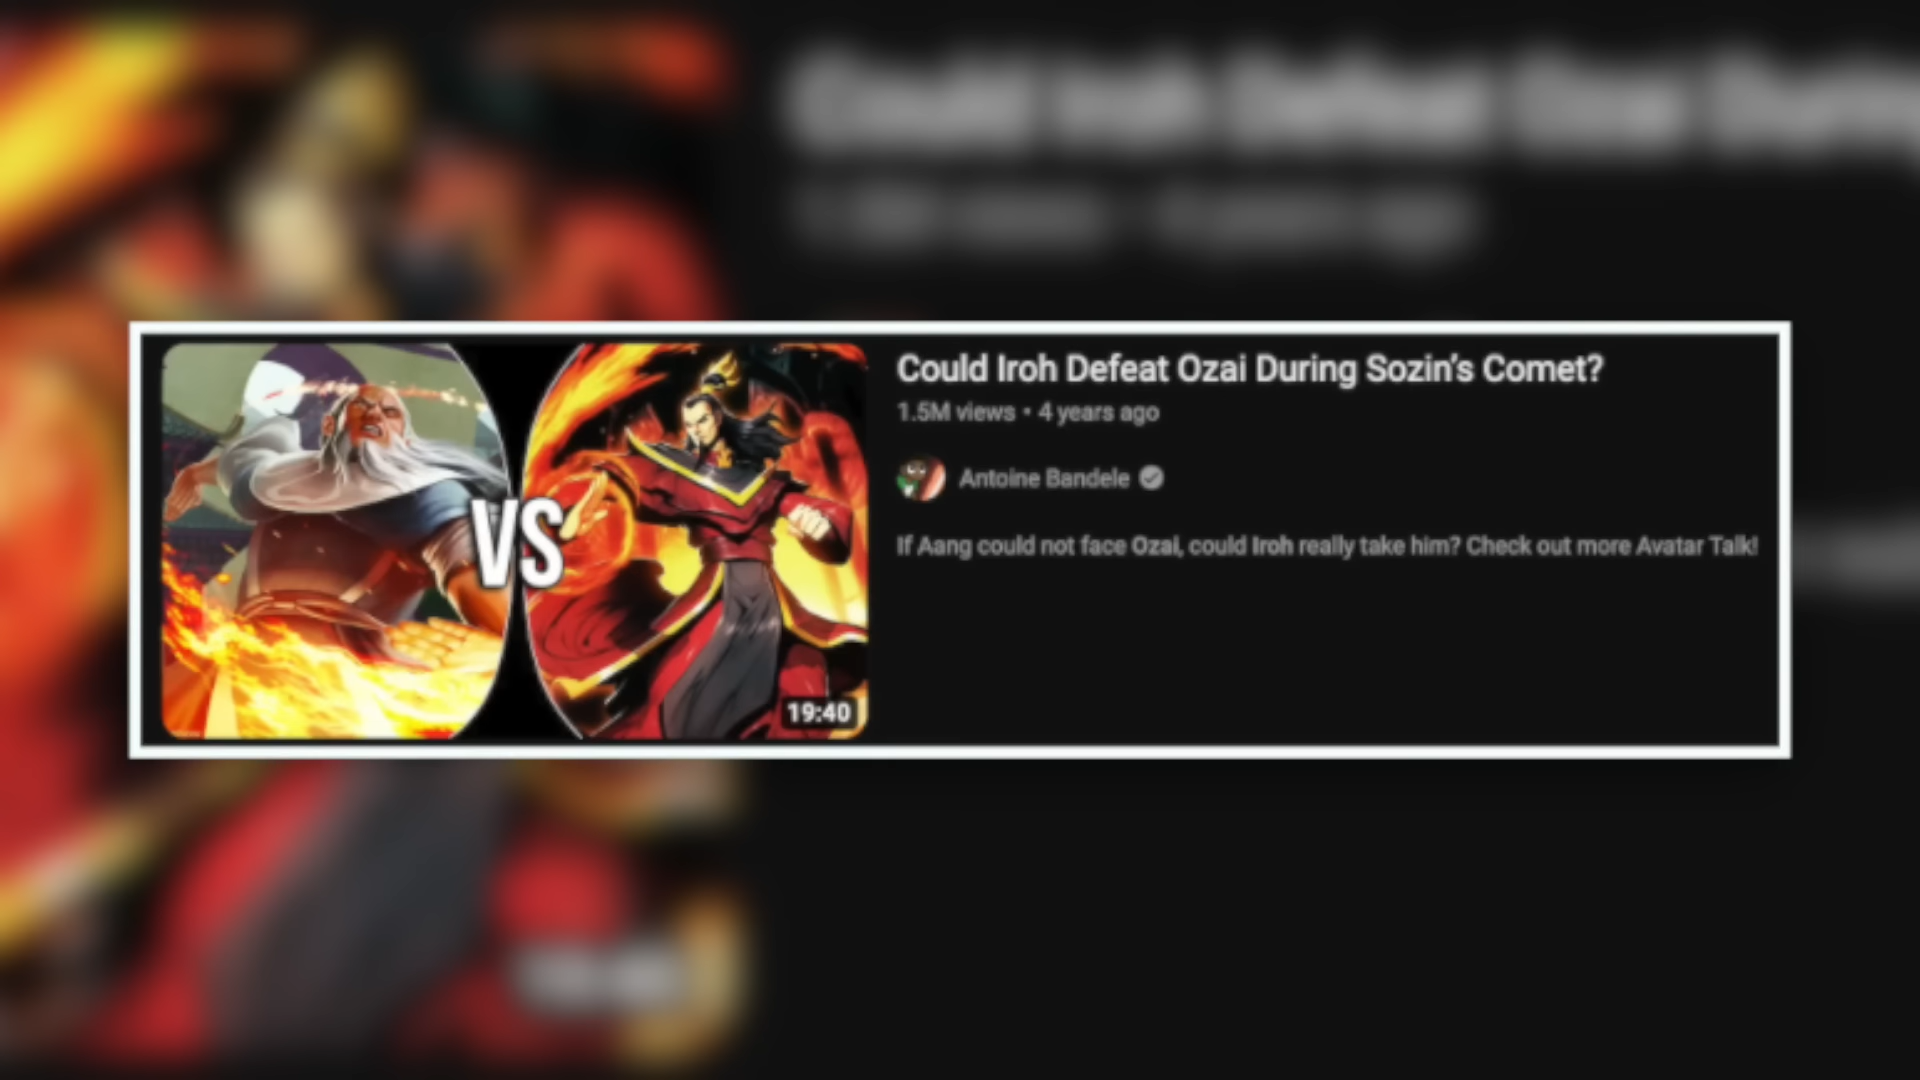 VS
19:40
Could Iroh Defeat Ozai During Sozin's Comet?
1.5M views • 4 years ago
Antoine Bandele
If Aang could not face Ozai, could Iroh really take him? Check out more Avatar Talk!